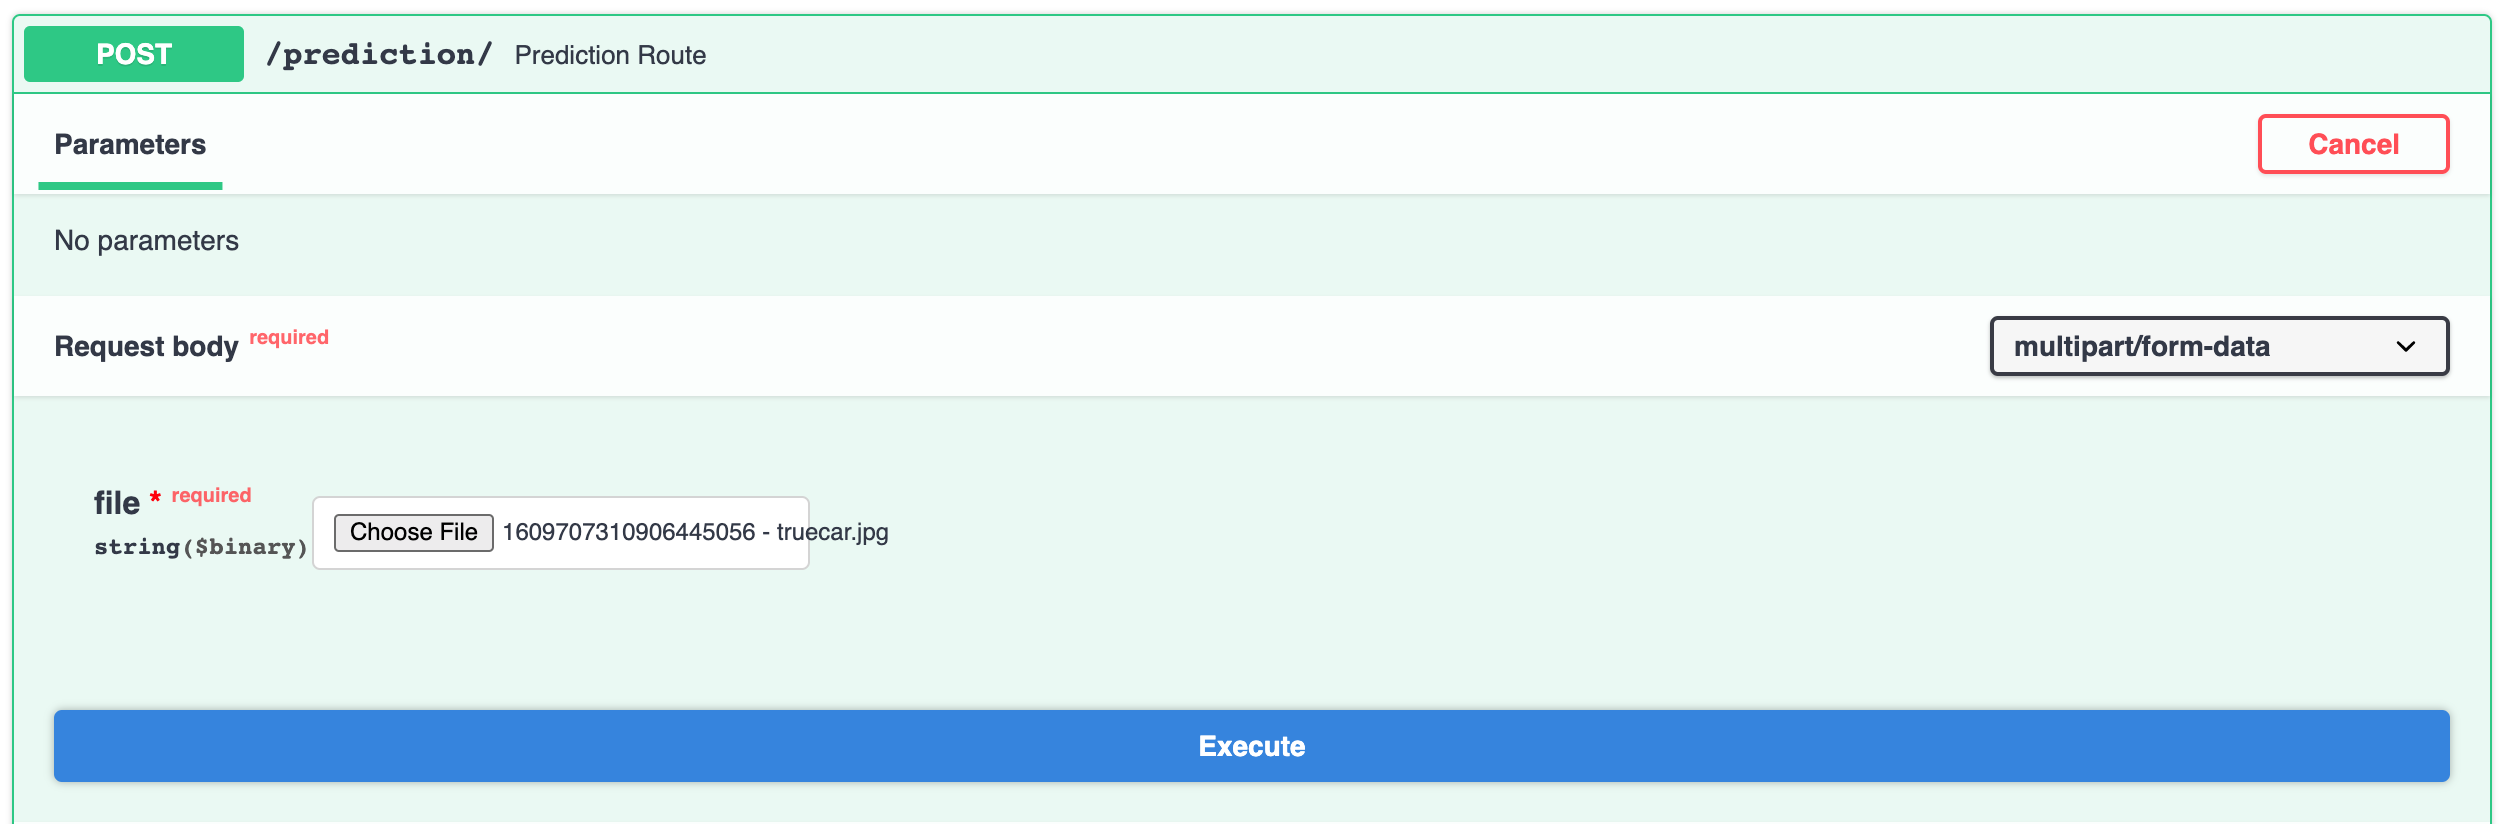 POST /prediction/ Prediction Route
Parameters
Cancel
No parameters
Request body required
multipart/form-data
file * required
string($binary)
Choose File 1609707310906445056 - truecar.jpg
Execute